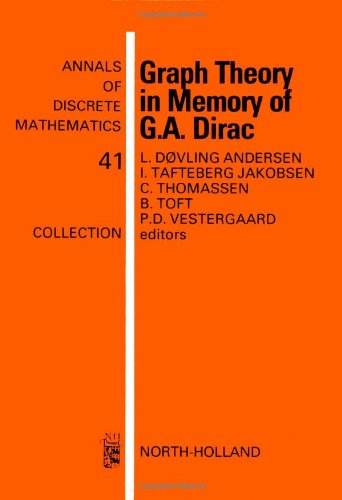 ANNALS
OF
DISCRETE
MATHEMATICS
41
COLLECTION
Graph Theory
in Memory of
G.A. Dirac
L. DØVLING ANDERSEN
I. TAFTEBERG JAKOBSEN
C. THOMASSEN
B. TOFT
P.D. VESTERGAARD
editors
NH
NORTH-HOLLAND